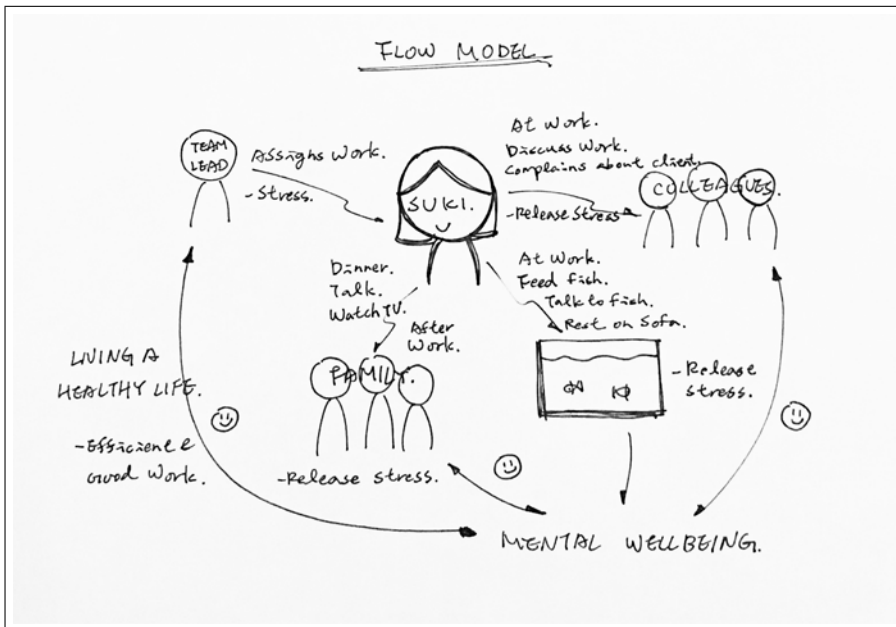 FLOW MODEL
TEAM
LEAD
Assighs Work.
-Stress.
SUKI.
At Work.
Discuss Work.
Complains about client.
-Release Stress
COLLEAGUES.
Dinner.
Talk.
Watch TV.
After
Work.
FAMILY.
-Release Stress.
At Work.
Feed fish.
Talk to fish.
Rest on Sofa.
-Release
Stress.
LIVING A
HEALTHY LIFE.
-Efficient &
Good Work.
MENTAL WELLBEING.